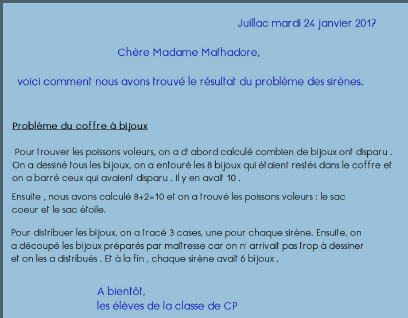 Juillac mardi 24 janvier 2017
Chère Madame Mathadore,
voici comment nous avons trouvé le résultat du problème des sirènes.
Problème du coffre à bijoux
Pour trouver les poissons voleurs, on a d' abord calculé combien de bijoux ont disparu .
On a dessiné tous les bijoux, on a entouré les 8 bijoux qui étaient restés dans le coffre et
on a barré ceux qui avaient disparu . Il y en avait 10 .
Ensuite , nous avons calculé 8+2=10 et on a trouvé les poissons voleurs : le sac
coeur et le sac étoile.
Pour distribuer les bijoux, on a tracé 3 cases, une pour chaque sirène. Ensuite, on
a découpé les bijoux préparés par maîtresse car on n' arrivait pas trop à dessiner
et on les a distribués . Et à la fin , chaque sirène avait 6 bijoux .
A bientôt,
les élèves de la classe de CP